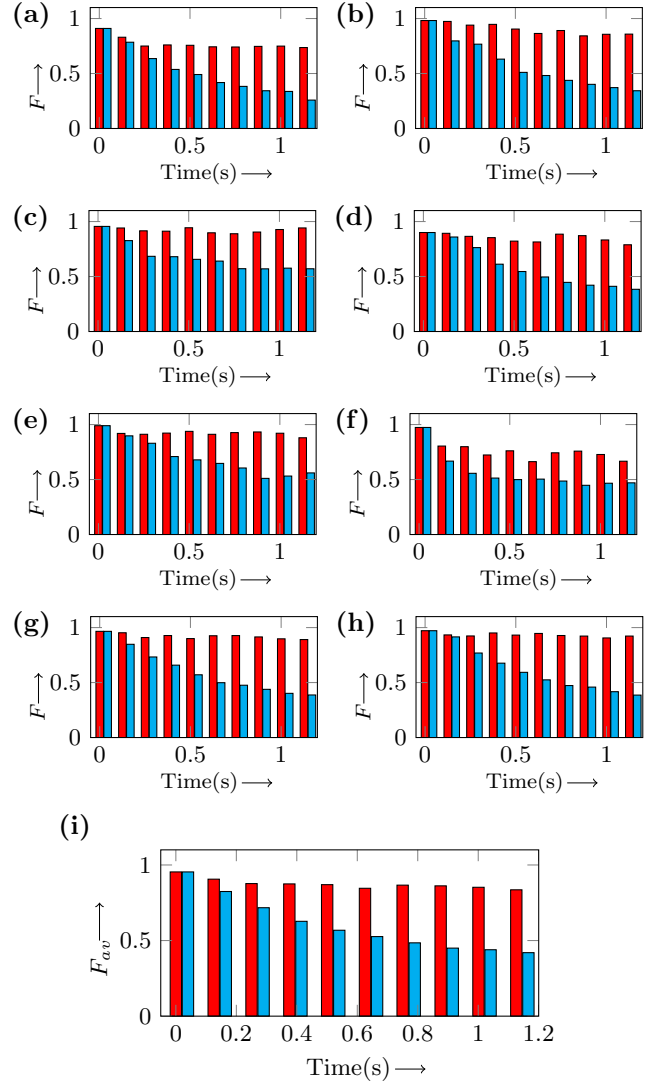 (a) (b)
1 1
F⟶ 0.5 F⟶ 0.5
0 0
0 0.5 1 0 0.5 1
Time(s) ⟶ Time(s) ⟶
(c) (d)
1 1
F⟶ 0.5 F⟶ 0.5
0 0
0 0.5 1 0 0.5 1
Time(s) ⟶ Time(s) ⟶
(e) (f)
1 1
F⟶ 0.5 F⟶ 0.5
0 0
0 0.5 1 0 0.5 1
Time(s) ⟶ Time(s) ⟶
(g) (h)
1 1
F⟶ 0.5 F⟶ 0.5
0 0
0 0.5 1 0 0.5 1
Time(s) ⟶ Time(s) ⟶
(i)
1
F_av⟶ 0.5
0
0 0.2 0.4 0.6 0.8 1 1.2
Time(s) ⟶